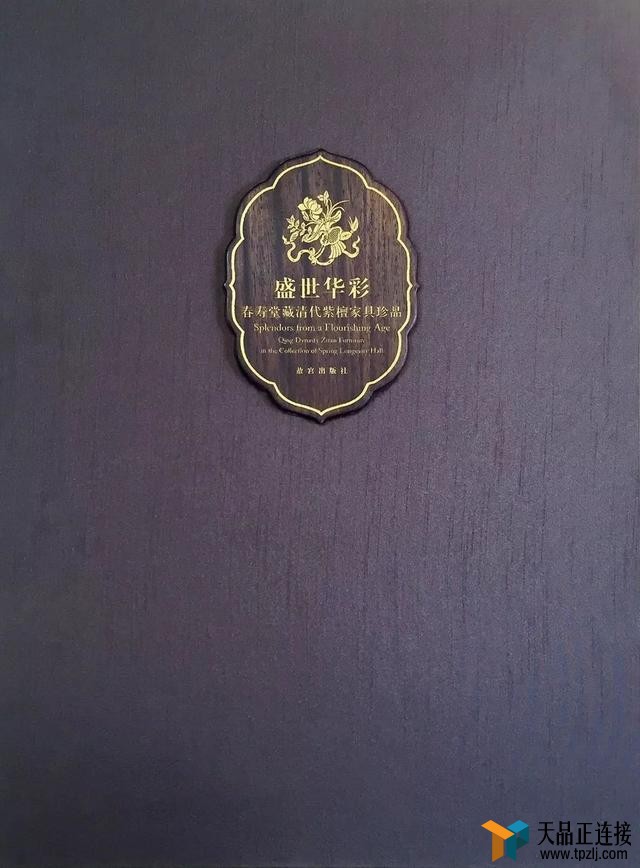 盛世华彩
春寿堂藏清代紫檀家具珍品
Splendors from a Flourishing Age
Qing Dynasty Zitan Furniture
in the Collection of Spring Longevity Hall
故宫出版社
天品正连接
www.tpzlj.com